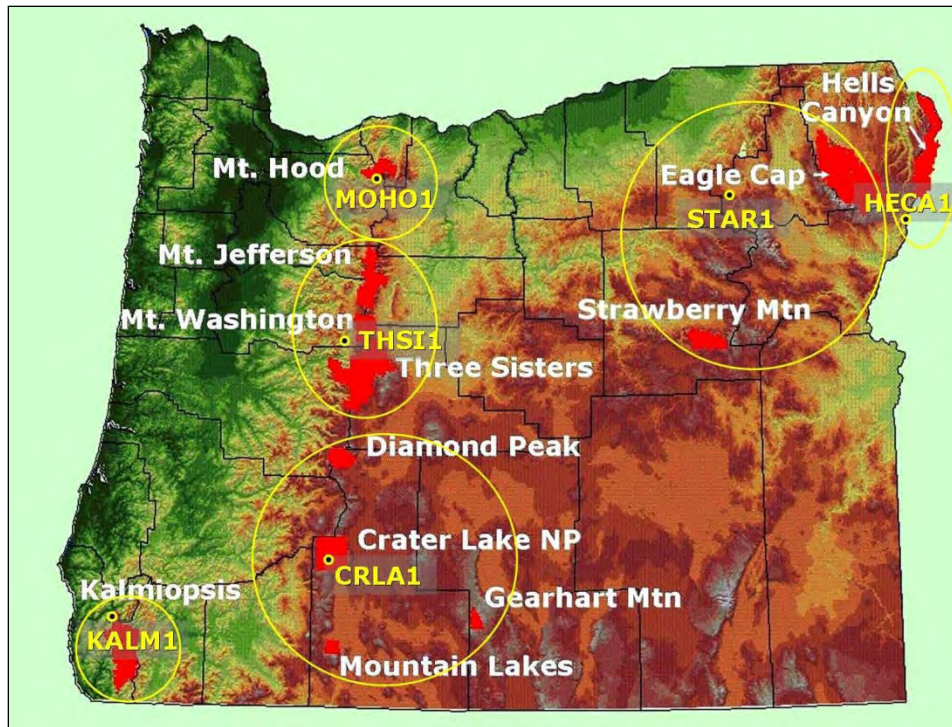 Hells
Canyon
Mt. Hood
MOHO1
Eagle Cap
STAR1
HECA1
Mt. Jefferson
Mt. Washington
THSI1
Strawberry Mtn
Three Sisters
Diamond Peak
Crater Lake NP
CRLA1
Kalmiopsis
Gearhart Mtn
KALM1
Mountain Lakes